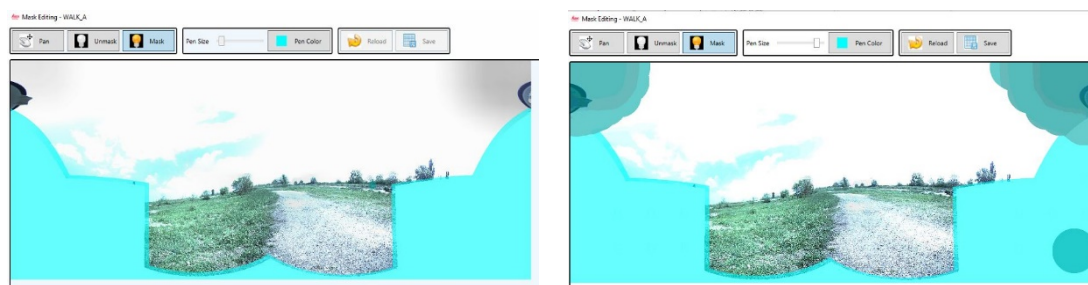 Mask Editing - WALK_A
Pan Unmask Mask Pen Size Pen Color Reload Save
Mask Editing - WALK_A
Pan Unmask Mask Pen Size Pen Color Reload Save